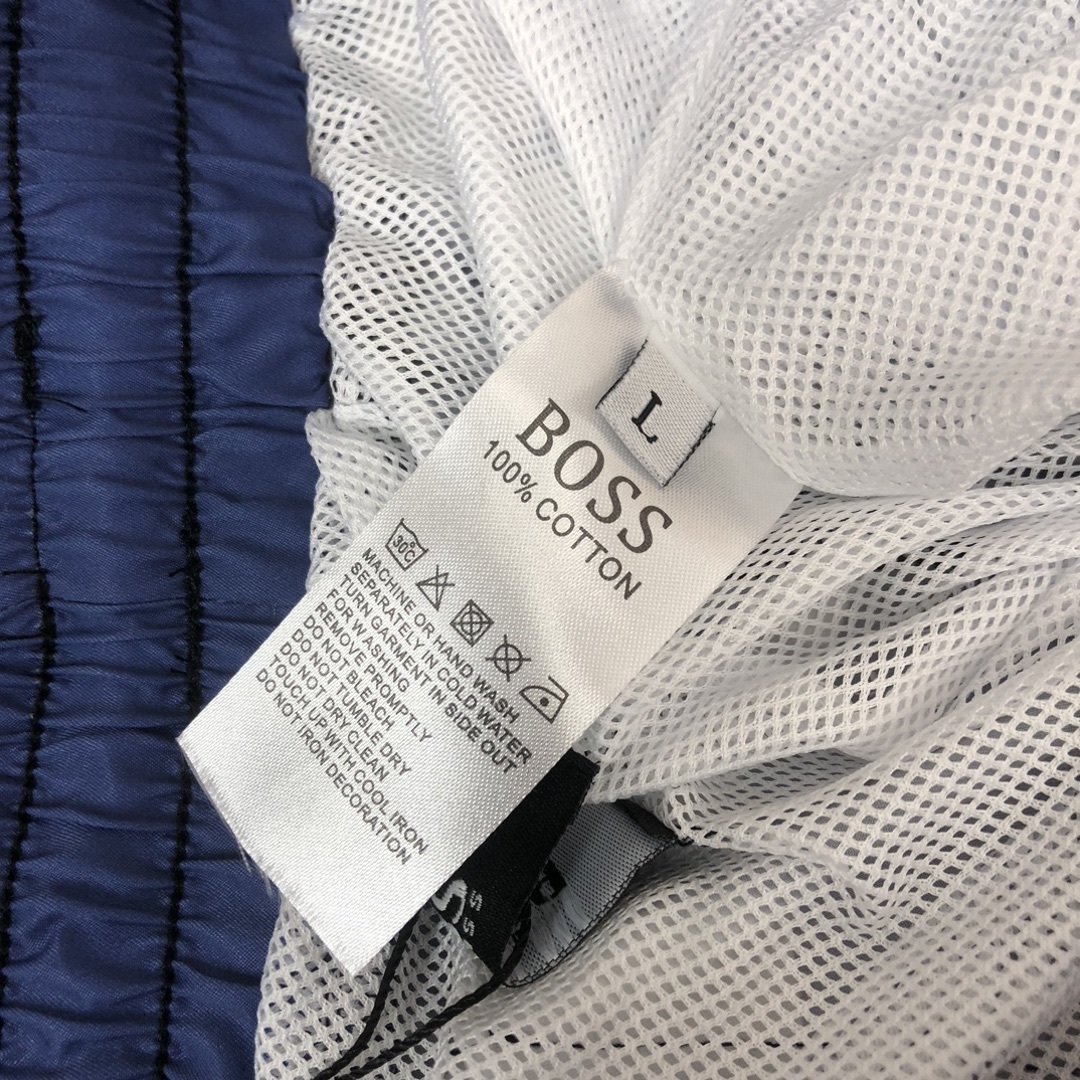 L
BOSS
100% COTTON
30°C
MACHINE OR HAND WASH
SEPARATELY IN COLD WATER
TURN GARMENT IN SIDE OUT
FOR WASHING
REMOVE PROMPTLY
DO NOT BLEACH
DO NOT TUMBLE DRY
DO NOT DRY CLEAN
TOUCH UP WITH COOL IRON
DO NOT IRON DECORATION